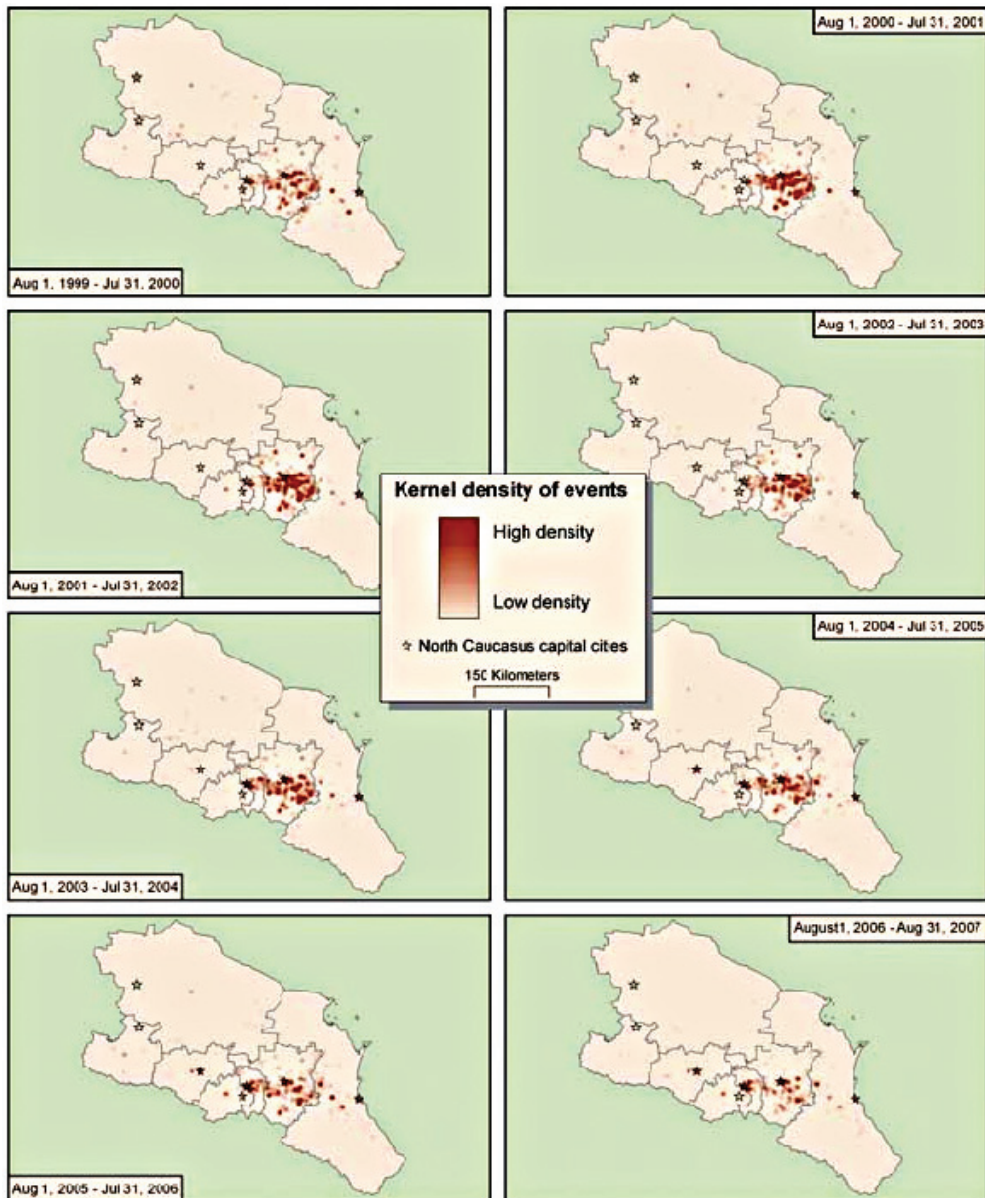 Aug 1, 1999 - Jul 31, 2000
Aug 1, 2000 - Jul 31, 2001
Aug 1, 2001 - Jul 31, 2002
Aug 1, 2002 - Jul 31, 2003
Kernel density of events
High density
Low density
North Caucasus capital cities
150 Kilometers
Aug 1, 2003 - Jul 31, 2004
Aug 1, 2004 - Jul 31, 2005
Aug 1, 2005 - Jul 31, 2006
August 1, 2006 - Aug 31, 2007